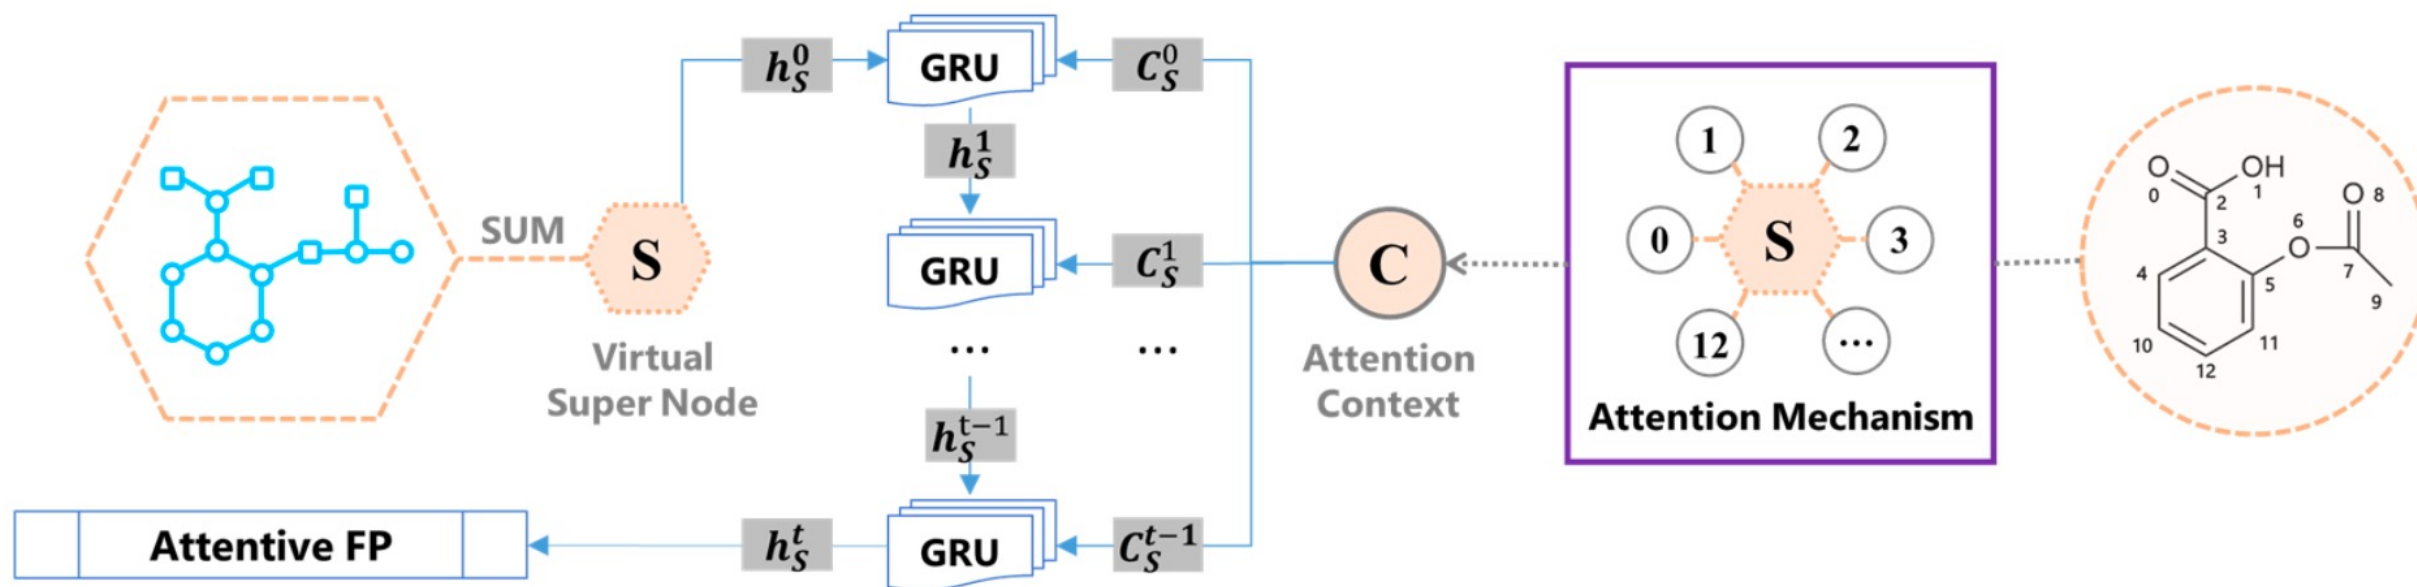 SUM
S
Virtual
Super Node
h_S^0
GRU
C_S^0
h_S^1
GRU
C_S^1
...
...
h_S^{t-1}
GRU
C_S^{t-1}
h_S^t
Attentive FP
C
Attention
Context
1
2
0
S
3
12
...
Attention Mechanism
O
0
OH
1
2
3
4
5
O
6
7
O
8
9
10
11
12